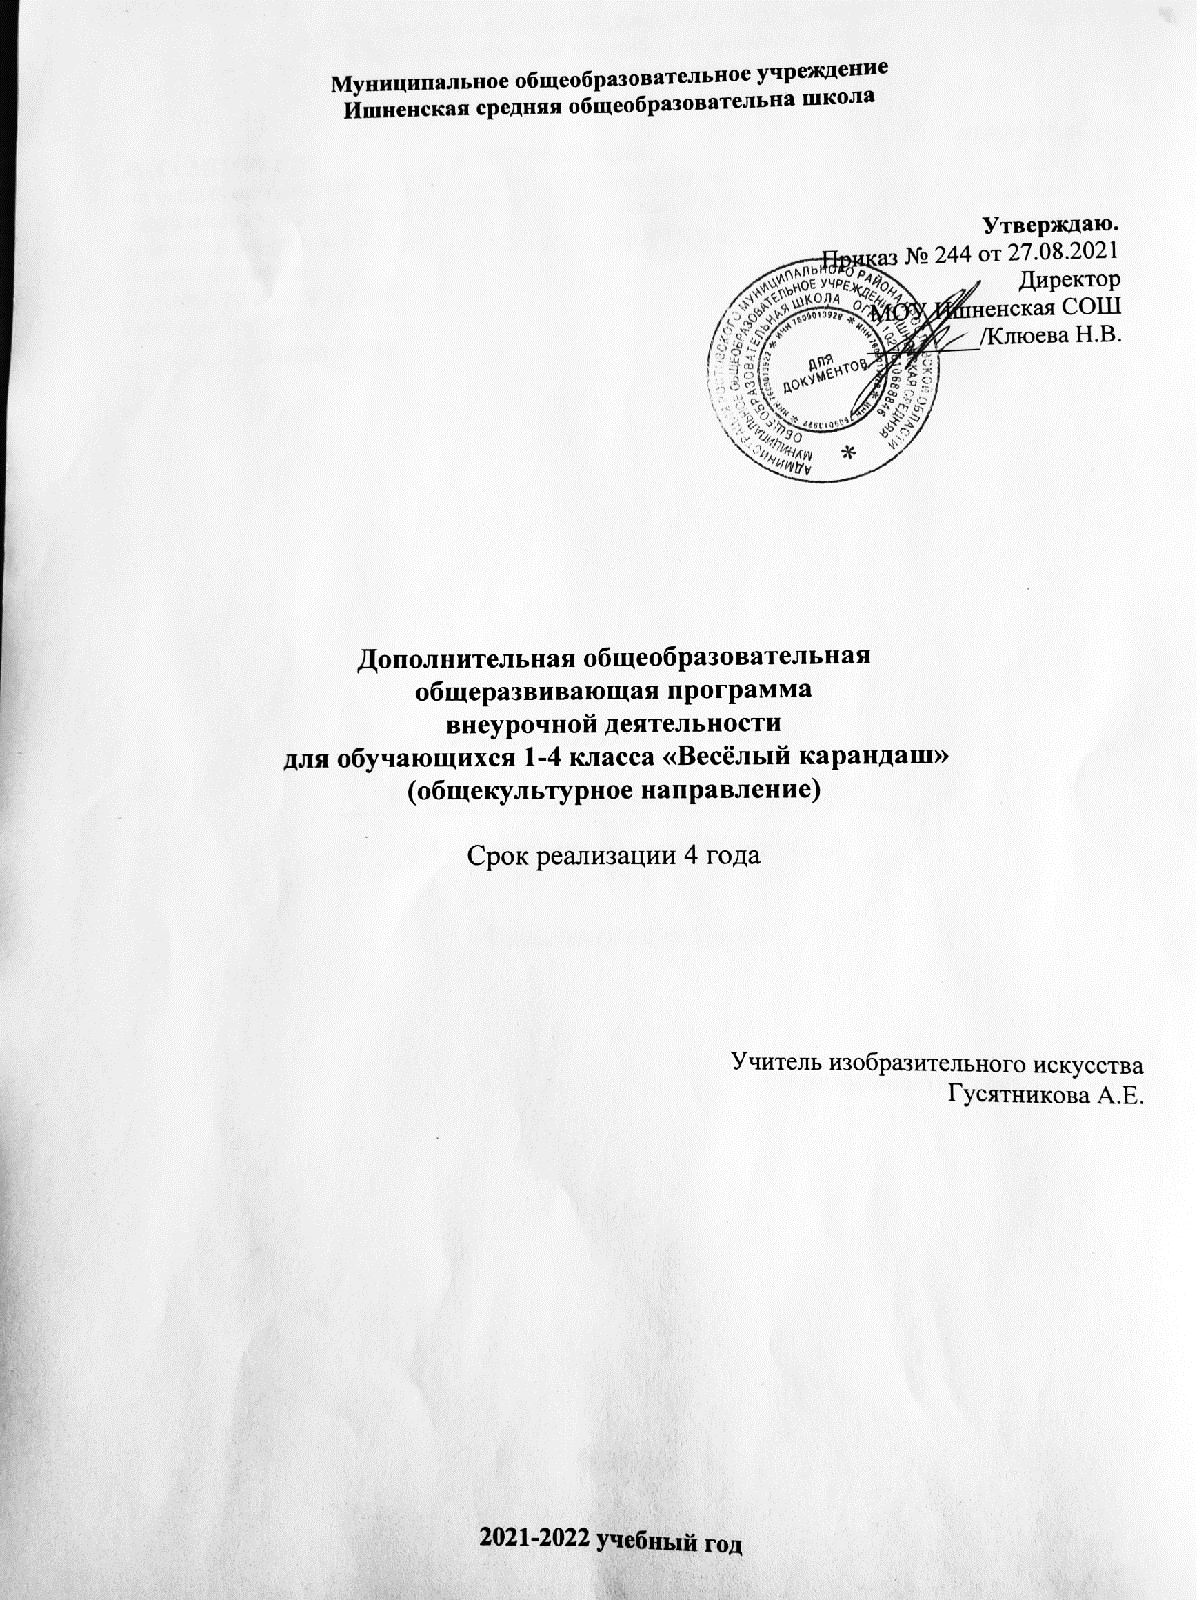 Муниципальное общеобразовательное учреждение
Ишненская средняя общеобразовательна школа
Утверждаю.
Приказ № 244 от 27.08.2021
Директор
МОУ Ишненская СОШ
/Клюева Н.В.
ДЛЯ
ДОКУМЕНТОВ
Дополнительная общеобразовательная
общеразвивающая программа
внеурочной деятельности
для обучающихся 1-4 класса «Весёлый карандаш»
(общекультурное направление)
Срок реализации 4 года
Учитель изобразительного искусства
Гусятникова А.Е.
2021-2022 учебный год